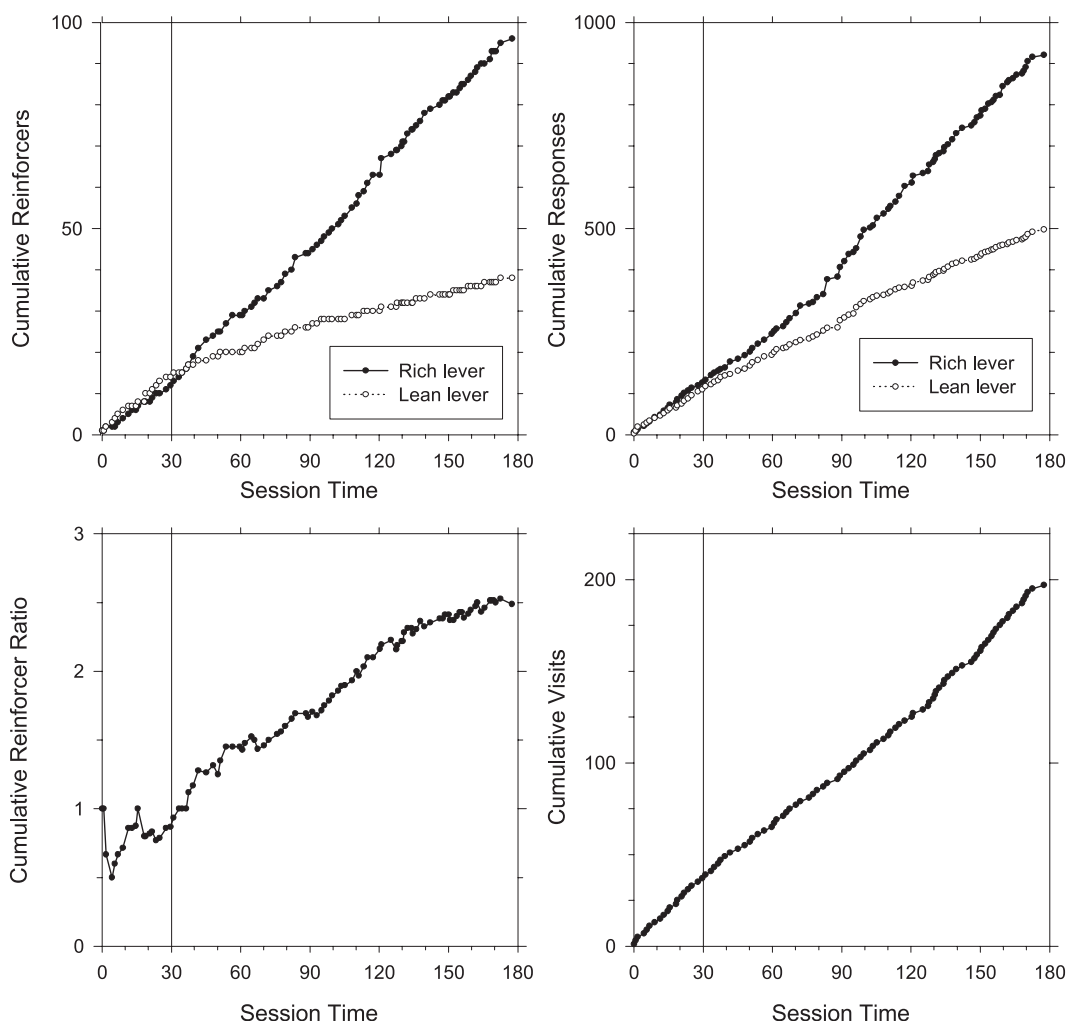 100
50
0
Cumulative Reinforcers
Rich lever
Lean lever
0 30 60 90 120 150 180
Session Time
1000
500
0
Cumulative Responses
Rich lever
Lean lever
0 30 60 90 120 150 180
Session Time
3
2
1
0
Cumulative Reinforcer Ratio
0 30 60 90 120 150 180
Session Time
200
100
0
Cumulative Visits
0 30 60 90 120 150 180
Session Time